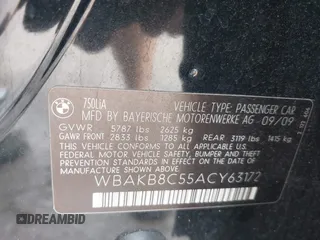 BMW
750LiA
VEHICLE TYPE: PASSENGER CAR
MFD BY BAYERISCHE MOTORENWERKE AG - 09/09
GVWR 5787 lbs 2625 kg
GAWR FRONT 2833 lbs 1285 kg REAR 3119 lbs 1415 kg
THIS VEHICLE CONFORMS TO ALL APPLICABLE
FEDERAL MOTOR VEHICLE SAFETY, BUMPER,
AND THEFT PREVENTION STANDARDS IN EFFECT
ON THE DATE OF MANUFACTURE SHOWN ABOVE.
WBAKB8C55ACY63172
DREAMBID